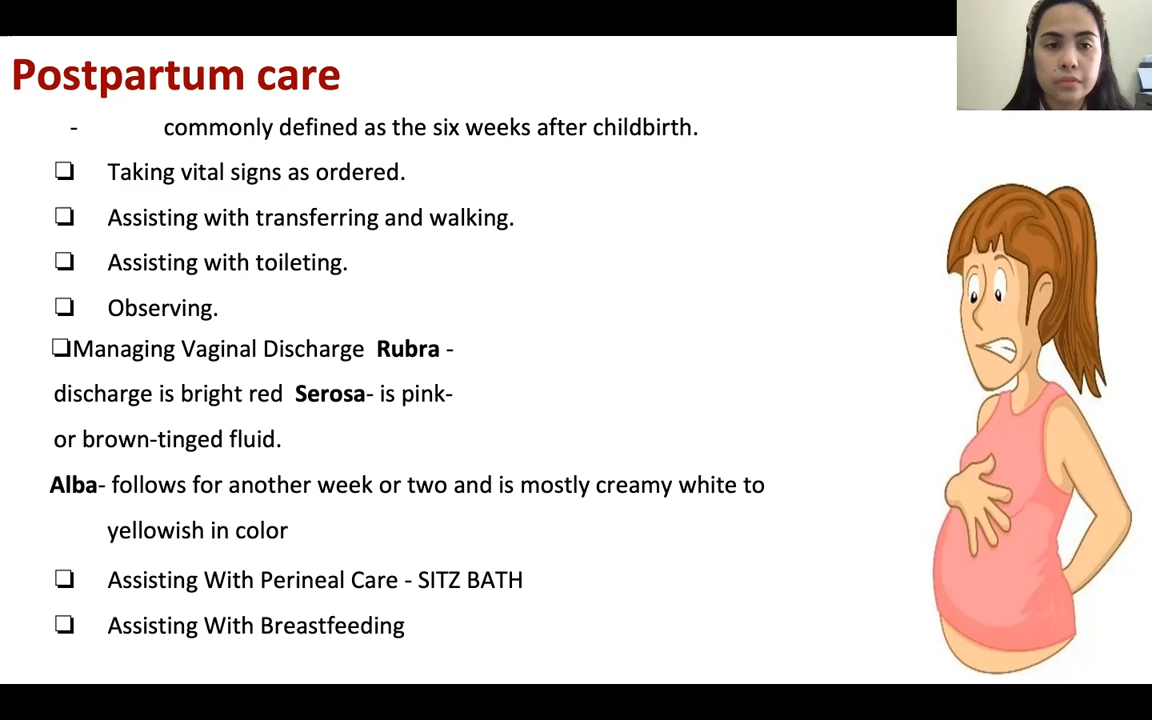 Postpartum care
- commonly defined as the six weeks after childbirth.
❑ Taking vital signs as ordered.
❑ Assisting with transferring and walking.
❑ Assisting with toileting.
❑ Observing.
❑Managing Vaginal Discharge Rubra -
discharge is bright red Serosa- is pink-
or brown-tinged fluid.
Alba- follows for another week or two and is mostly creamy white to
yellowish in color
❑ Assisting With Perineal Care - SITZ BATH
❑ Assisting With Breastfeeding